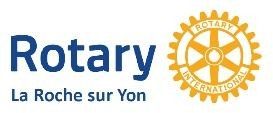 Rotary
La Roche sur Yon
ROTARY
INTERNATIONAL